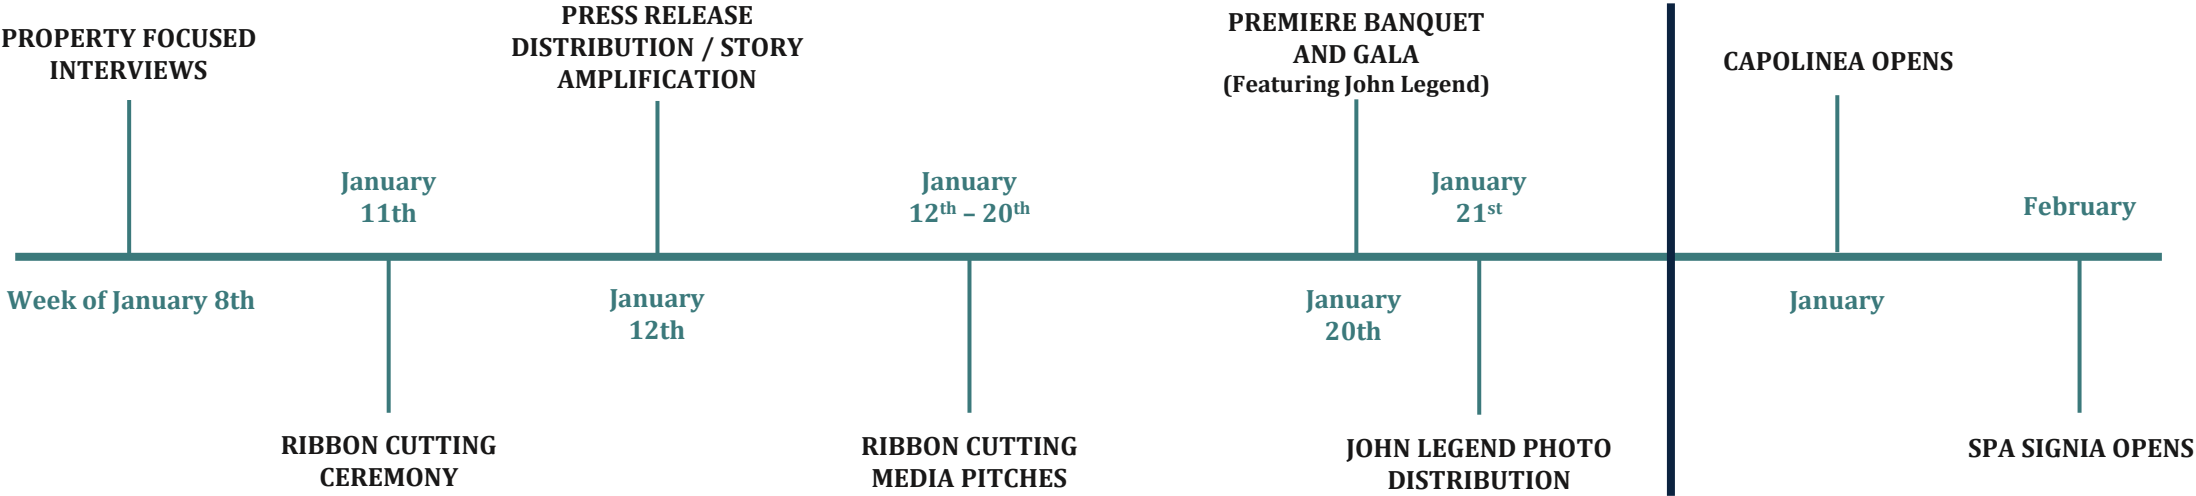 PROPERTY FOCUSED
INTERVIEWS
Week of January 8th
January
11th
RIBBON CUTTING
CEREMONY
PRESS RELEASE
DISTRIBUTION / STORY
AMPLIFICATION
January
12th
January
12th – 20th
RIBBON CUTTING
MEDIA PITCHES
PREMIERE BANQUET
AND GALA
(Featuring John Legend)
January
20th
January
21st
JOHN LEGEND PHOTO
DISTRIBUTION
CAPOLINEA OPENS
January
February
SPA SIGNIA OPENS